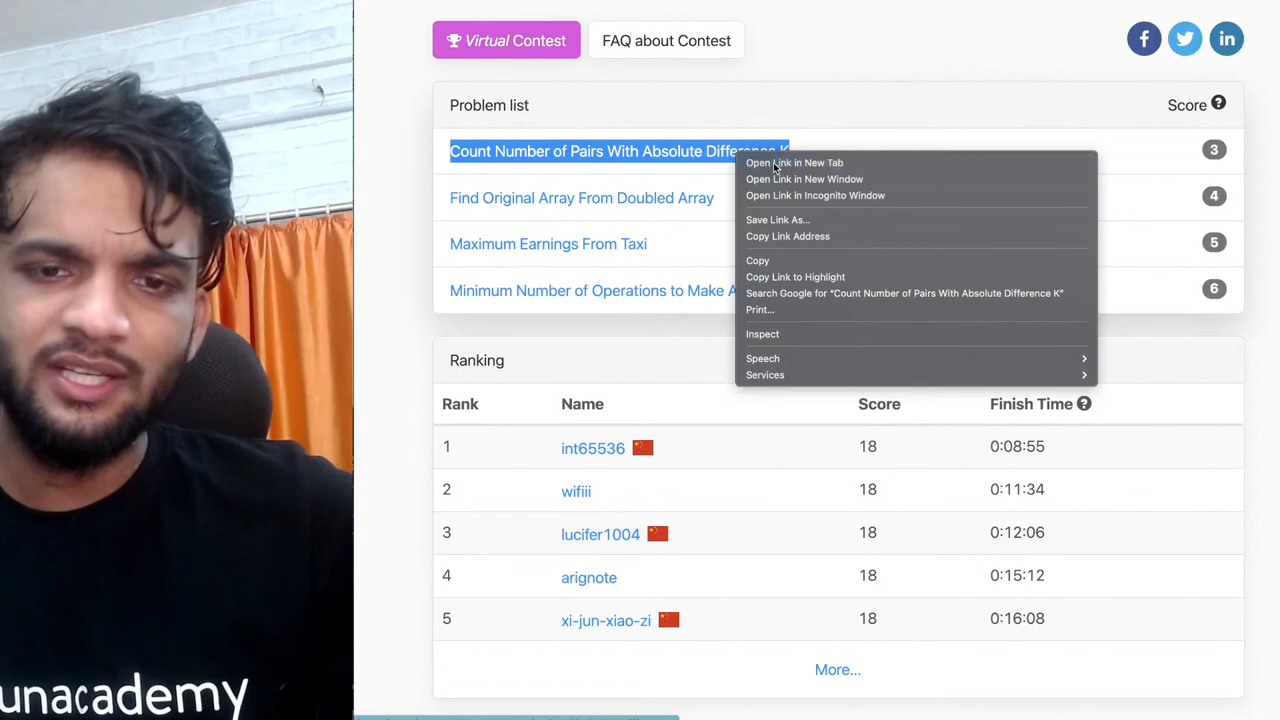 Virtual Contest
FAQ about Contest
Problem list
Score
Count Number of Pairs With Absolute Difference K
3
Find Original Array From Doubled Array
4
Maximum Earnings From Taxi
5
Minimum Number of Operations to Make A
6
Open Link in New Tab
Open Link in New Window
Open Link in Incognito Window
Save Link As...
Copy Link Address
Copy
Copy Link to Highlight
Search Google for “Count Number of Pairs With Absolute Difference K”
Print...
Inspect
Speech
Services
Ranking
Rank Name Score Finish Time
1 int65536 18 0:08:55
2 wifiii 18 0:11:34
3 lucifer1004 18 0:12:06
4 arignote 18 0:15:12
5 xi-jun-xiao-zi 18 0:16:08
More...
unacademy